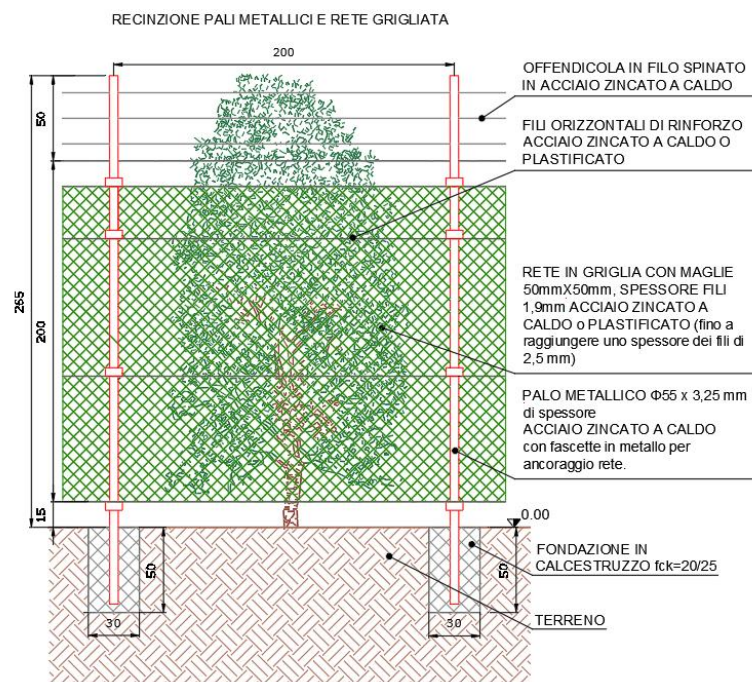 RECINZIONE PALI METALLICI E RETE GRIGLIATA
200
OFFENDICOLA IN FILO SPINATO
IN ACCIAIO ZINCATO A CALDO
50
FILI ORIZZONTALI DI RINFORZO
ACCIAIO ZINCATO A CALDO O
PLASTIFICATO
265
200
RETE IN GRIGLIA CON MAGLIE
50mmX50mm, SPESSORE FILI
1,9mm ACCIAIO ZINCATO A
CALDO o PLASTIFICATO (fino a
raggiungere uno spessore dei fili di
2,5 mm)
PALO METALLICO Φ55 x 3,25 mm
di spessore
ACCIAIO ZINCATO A CALDO
con fascette in metallo per
ancoraggio rete.
15
0.00
50
50
FONDAZIONE IN
CALCESTRUZZO fck=20/25
30
30
TERRENO